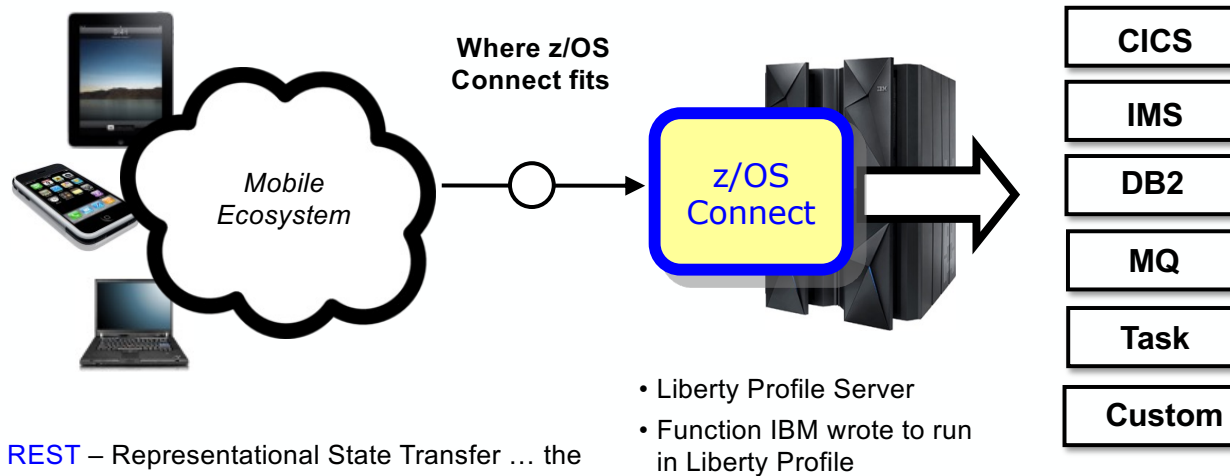 Where z/OS
Connect fits
Mobile
Ecosystem
z/OS
Connect
CICS
IMS
DB2
MQ
Task
Custom
• Liberty Profile Server
• Function IBM wrote to run
in Liberty Profile
REST – Representational State Transfer … the